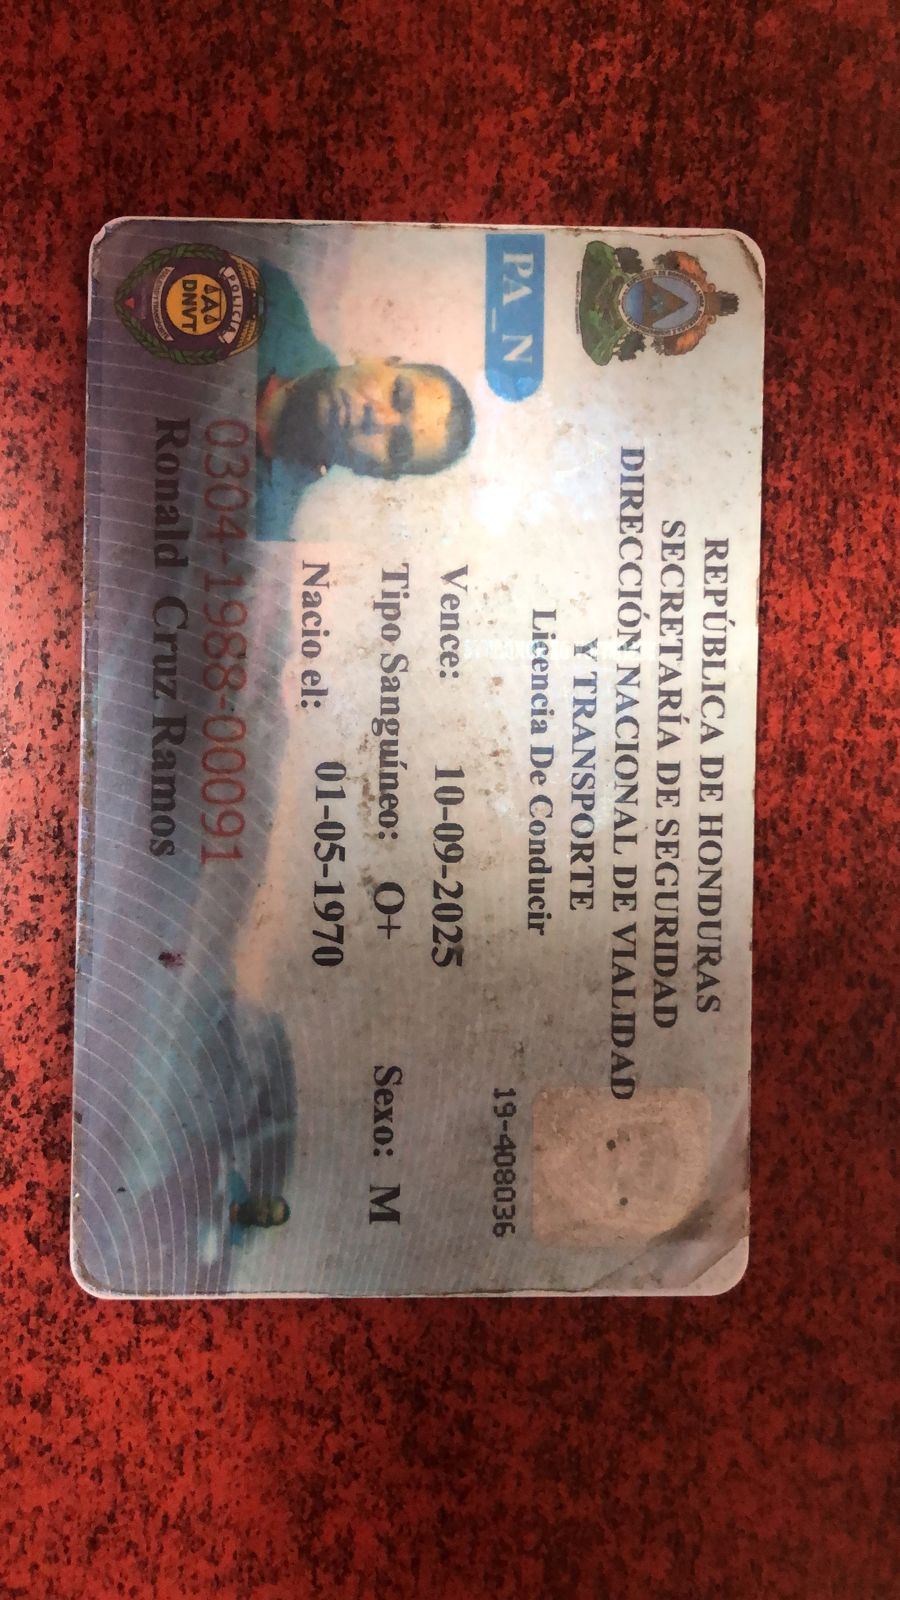 REPÚBLICA DE HONDURAS
SECRETARÍA DE SEGURIDAD
DIRECCIÓN NACIONAL DE VIALIDAD
Y TRANSPORTE
Licencia De Conducir
PA_N
19-408036
Vence: 10-09-2025
Tipo Sanguíneo: O+ Sexo: M
Nacio el: 01-05-1970
0304-1988-00091
Ronald Cruz Ramos
POLICIA
DNVT